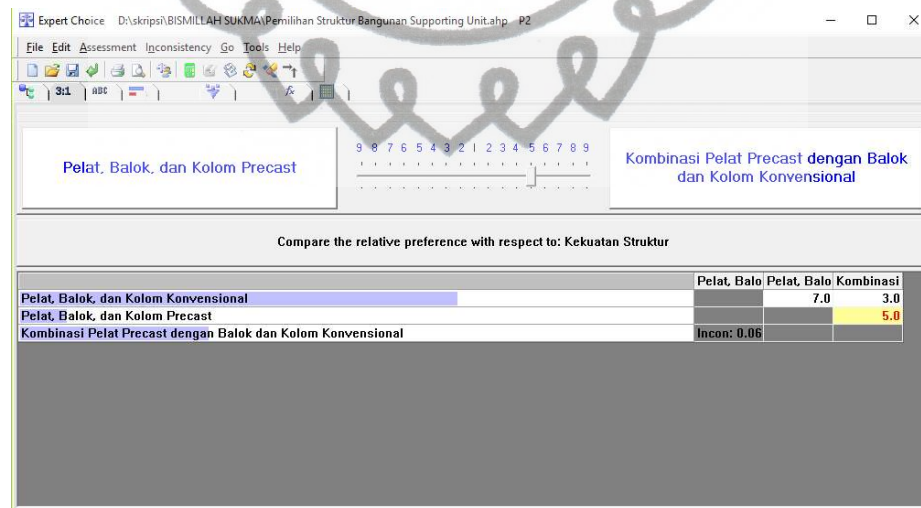 Expert Choice D:\skripsi\BISMILLAH SUKMA\Pemilihan Struktur Bangunan Supporting Unit.ahp P2
File Edit Assessment Inconsistency Go Tools Help
3:1 ABC fx
9 8 7 6 5 4 3 2 1 2 3 4 5 6 7 8 9
Pelat, Balok, dan Kolom Precast
Kombinasi Pelat Precast dengan Balok
dan Kolom Konvensional
Compare the relative preference with respect to: Kekuatan Struktur
Pelat, Balo Pelat, Balo Kombinasi
Pelat, Balok, dan Kolom Konvensional 7.0 3.0
Pelat, Balok, dan Kolom Precast 5.0
Kombinasi Pelat Precast dengan Balok dan Kolom Konvensional Incon: 0.06